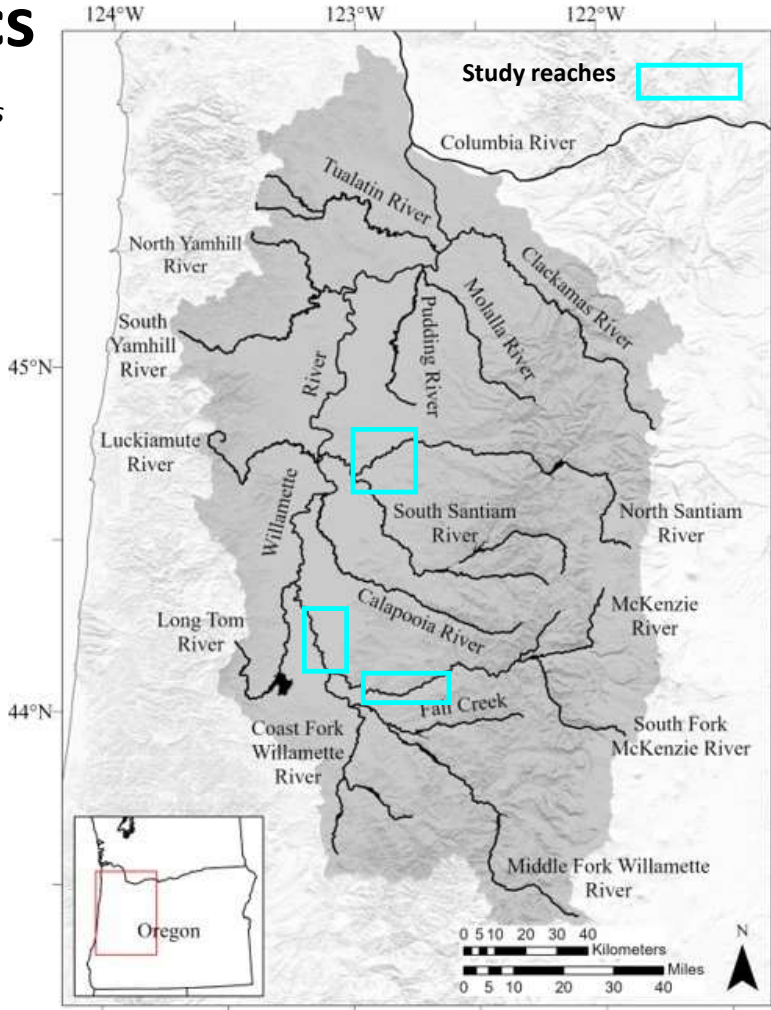 124°W 123°W 122°W
cs
s
Study reaches
Columbia River
Tualatin River
North Yamhill
River
Clackamas River
Molalla River
Pudding River
South
Yamhill
River
River
45°N
Luckiamute
River
Willamette
South Santiam
River
North Santiam
River
Calapooia River
McKenzie
River
Long Tom
River
44°N
Fall Creek
Coast Fork
Willamette
River
South Fork
McKenzie River
Middle Fork Willamette
River
Oregon
0 5 10 20 30 40
Kilometers
Miles
0 5 10 20 30 40
N